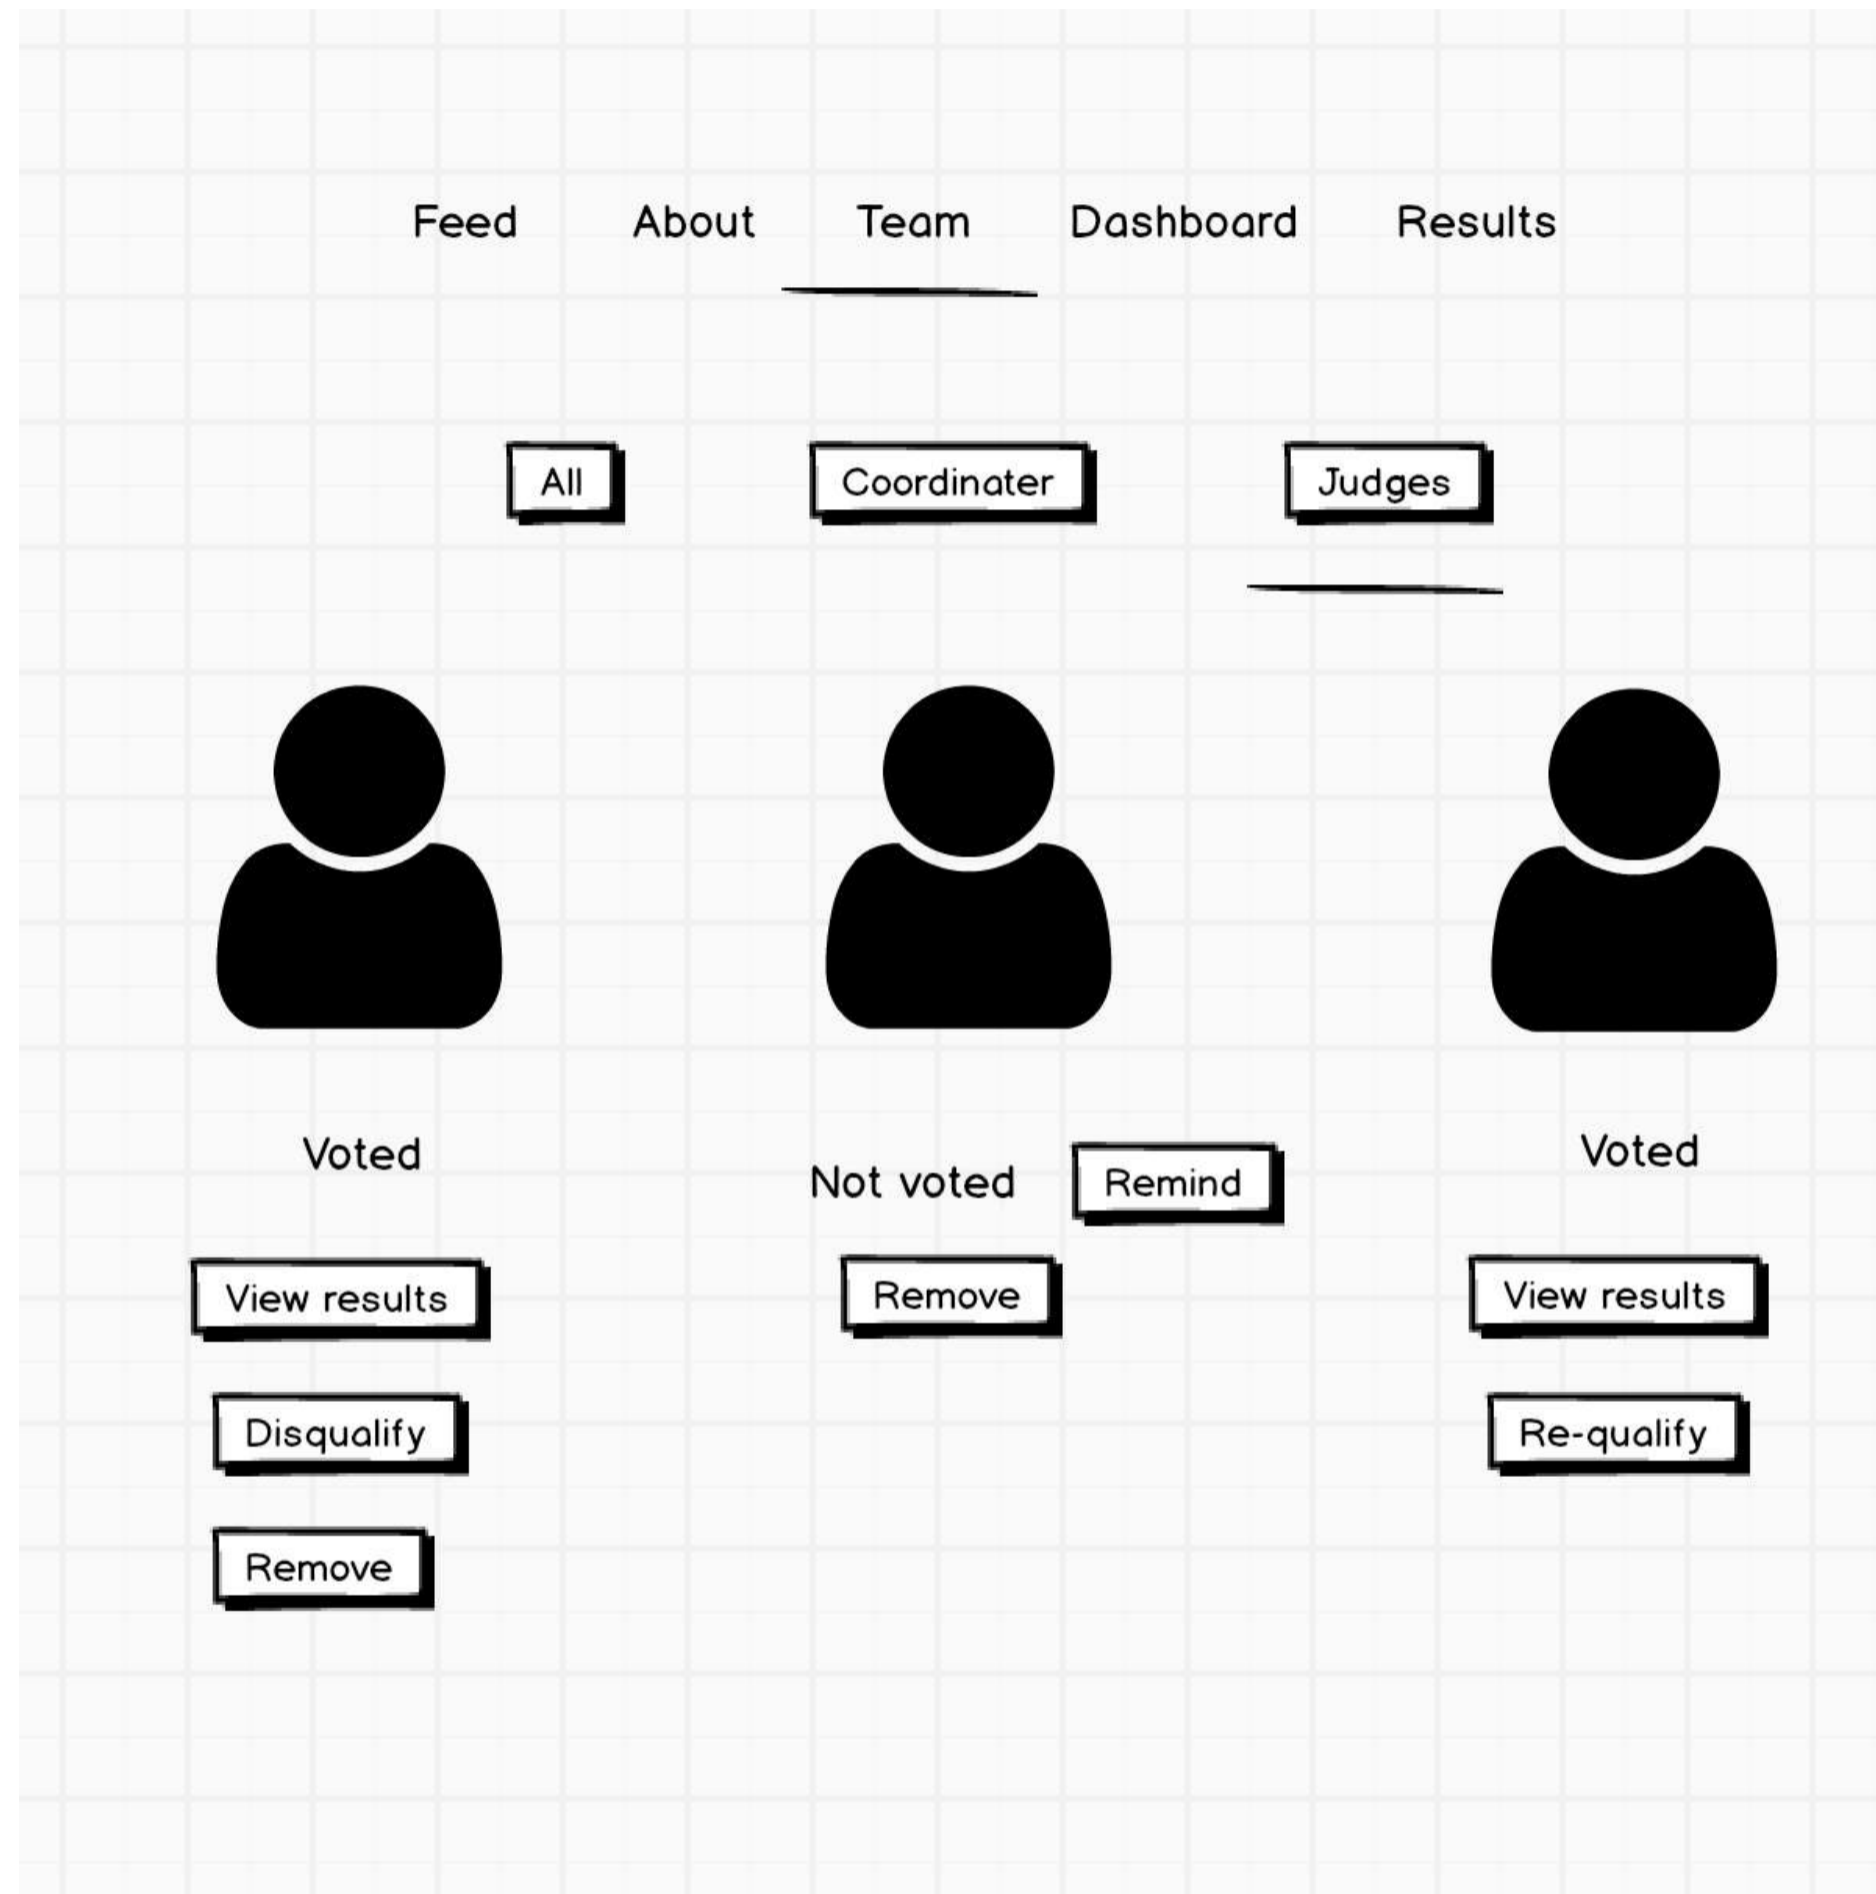 Feed About Team Dashboard Results
All Coordinater Judges
Voted Not voted Remind Voted
View results Remove View results
Disqualify Re-qualify
Remove